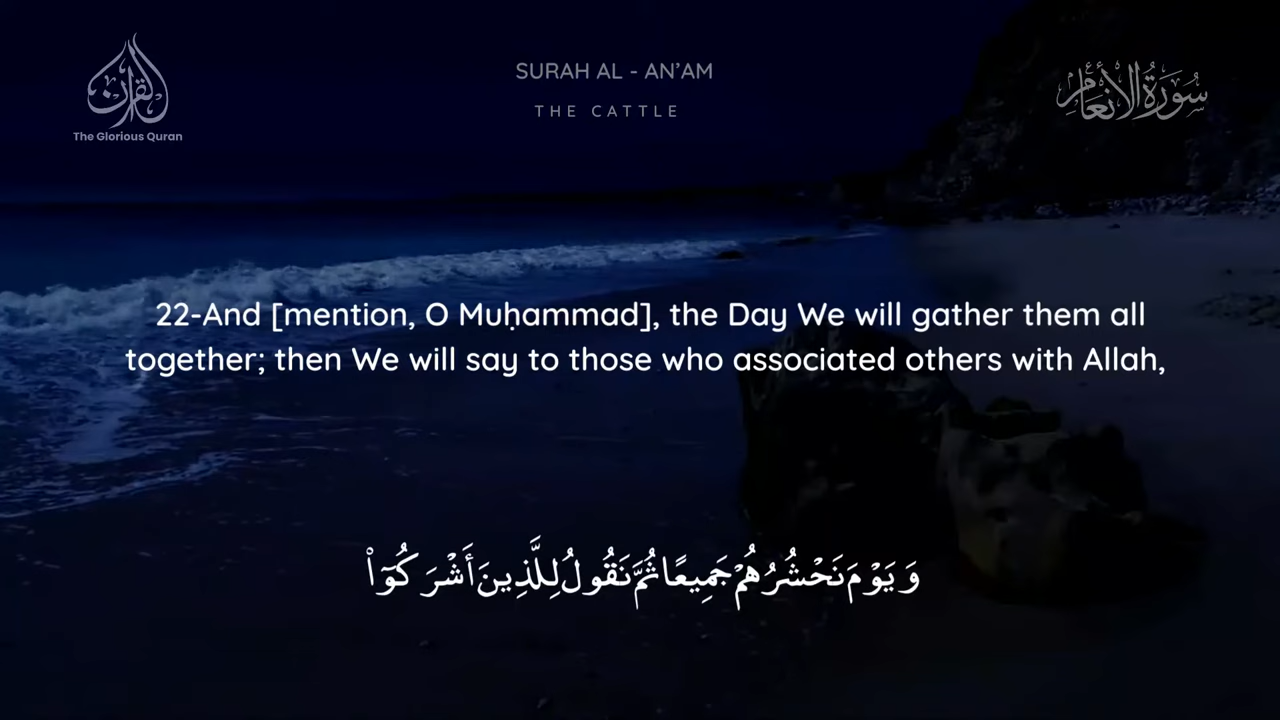 القرآن
The Glorious Quran
SURAH AL - AN’AM
THE CATTLE
سُورَةُ الأَنْعَام
22-And [mention, O Muḥammad], the Day We will gather them all
together; then We will say to those who associated others with Allah,
وَيَوْمَ نَحْشُرُهُمْ جَمِيعًا ثُمَّ نَقُولُ لِلَّذِينَ أَشْرَكُوٓا۟